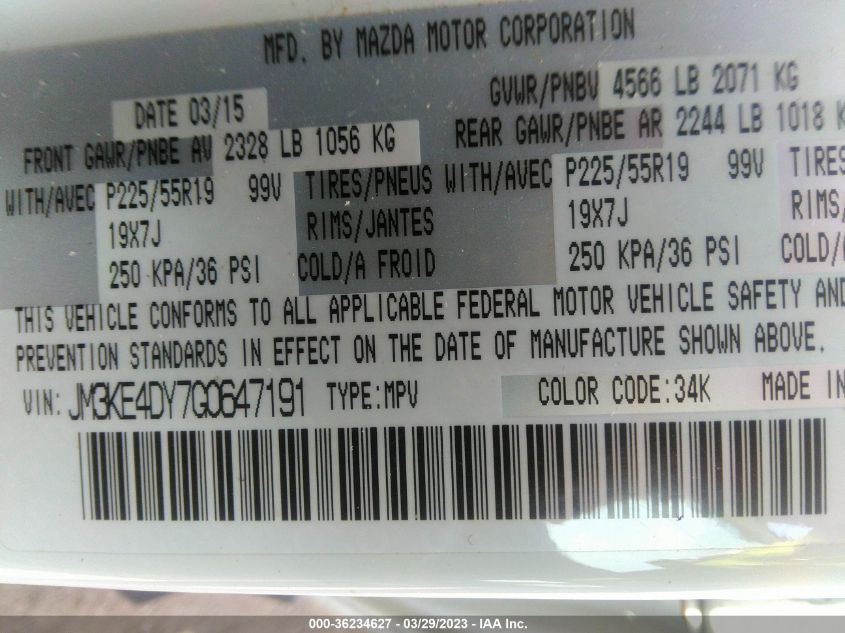 MFD. BY MAZDA MOTOR CORPORATION
DATE 03/15 GVWR/PNBV 4566 LB 2071 KG
FRONT GAWR/PNBE AV 2328 LB 1056 KG REAR GAWR/PNBE AR 2244 LB 1018 K
WITH/AVEC P225/55R19 99V TIRES/PNEUS WITH/AVEC P225/55R19 99V TIRES
19X7J RIMS/JANTES 19X7J RIMS/
250 KPA/36 PSI COLD/A FROID 250 KPA/36 PSI COLD/
THIS VEHICLE CONFORMS TO ALL APPLICABLE FEDERAL MOTOR VEHICLE SAFETY AND
PREVENTION STANDARDS IN EFFECT ON THE DATE OF MANUFACTURE SHOWN ABOVE.
VIN: JM3KE4DY7G0647191 TYPE:MPV COLOR CODE:34K MADE IN
000-36234627 - 03/29/2023 - IAA Inc.